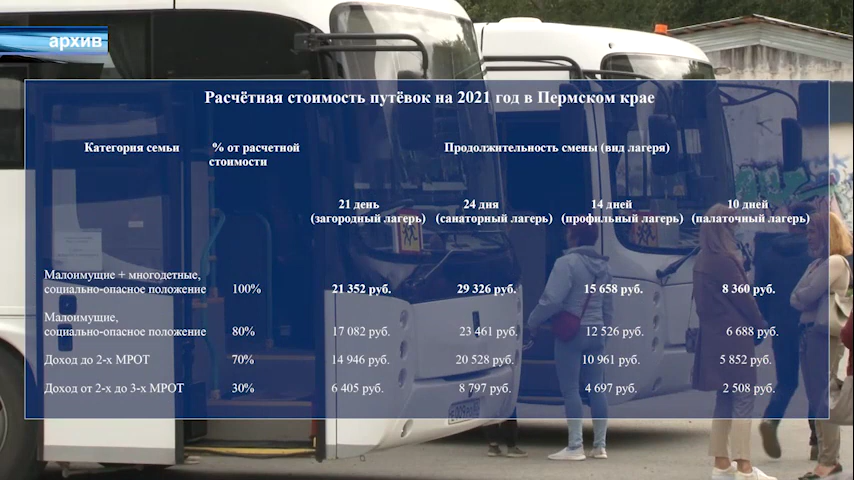 архив
Расчётная стоимость путёвок на 2021 год в Пермском крае
Категория семьи % от расчетной стоимости Продолжительность смены (вид лагеря)
21 день (загородный лагерь) 24 дня (санаторный лагерь) 14 дней (профильный лагерь) 10 дней (палаточный лагерь)
Малоимущие + многодетные,
социально-опасное положение 100% 21 352 руб. 29 326 руб. 15 658 руб. 8 360 руб.
Малоимущие,
социально-опасное положение 80% 17 082 руб. 23 461 руб. 12 526 руб. 6 688 руб.
Доход до 2-х МРОТ 70% 14 946 руб. 20 528 руб. 10 961 руб. 5 852 руб.
Доход от 2-х до 3-х МРОТ 30% 6 405 руб. 8 797 руб. 4 697 руб. 2 508 руб.